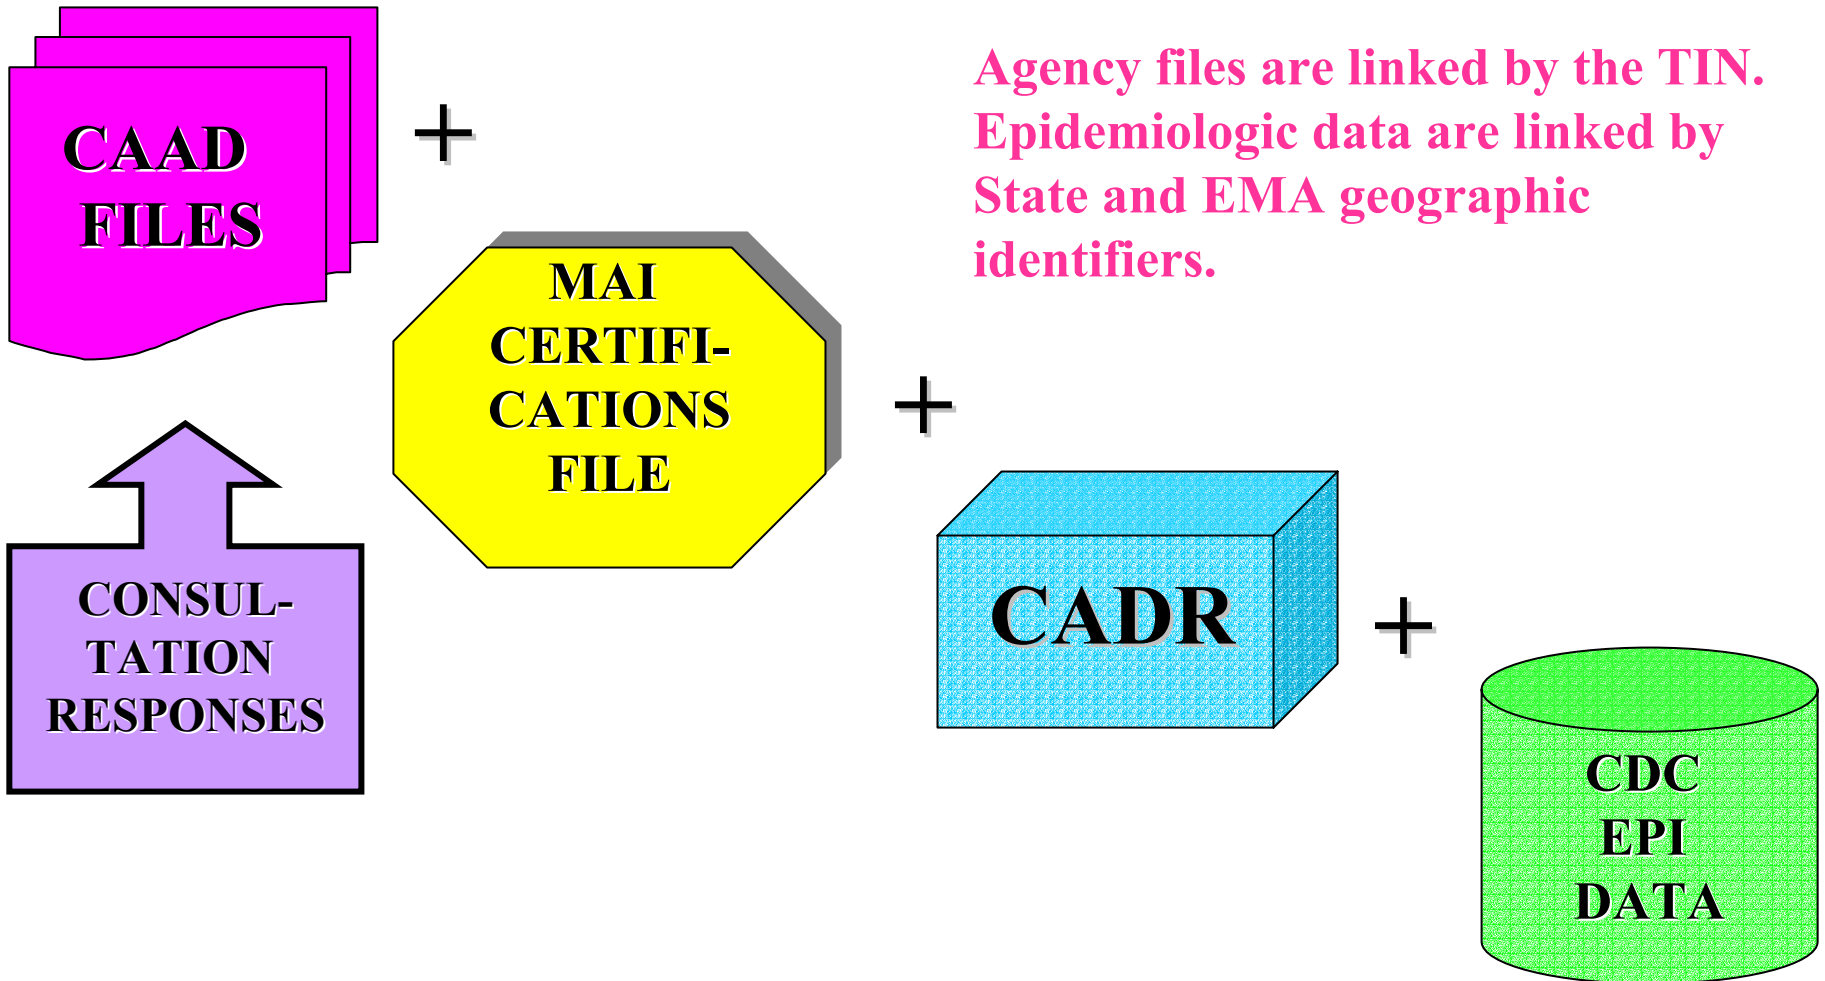 CAAD
FILES
+
Agency files are linked by the TIN.
Epidemiologic data are linked by
State and EMA geographic
identifiers.
MAI
CERTIFI-
CATIONS
FILE
+
CONSUL-
TATION
RESPONSES
CADR
+
CDC
EPI
DATA